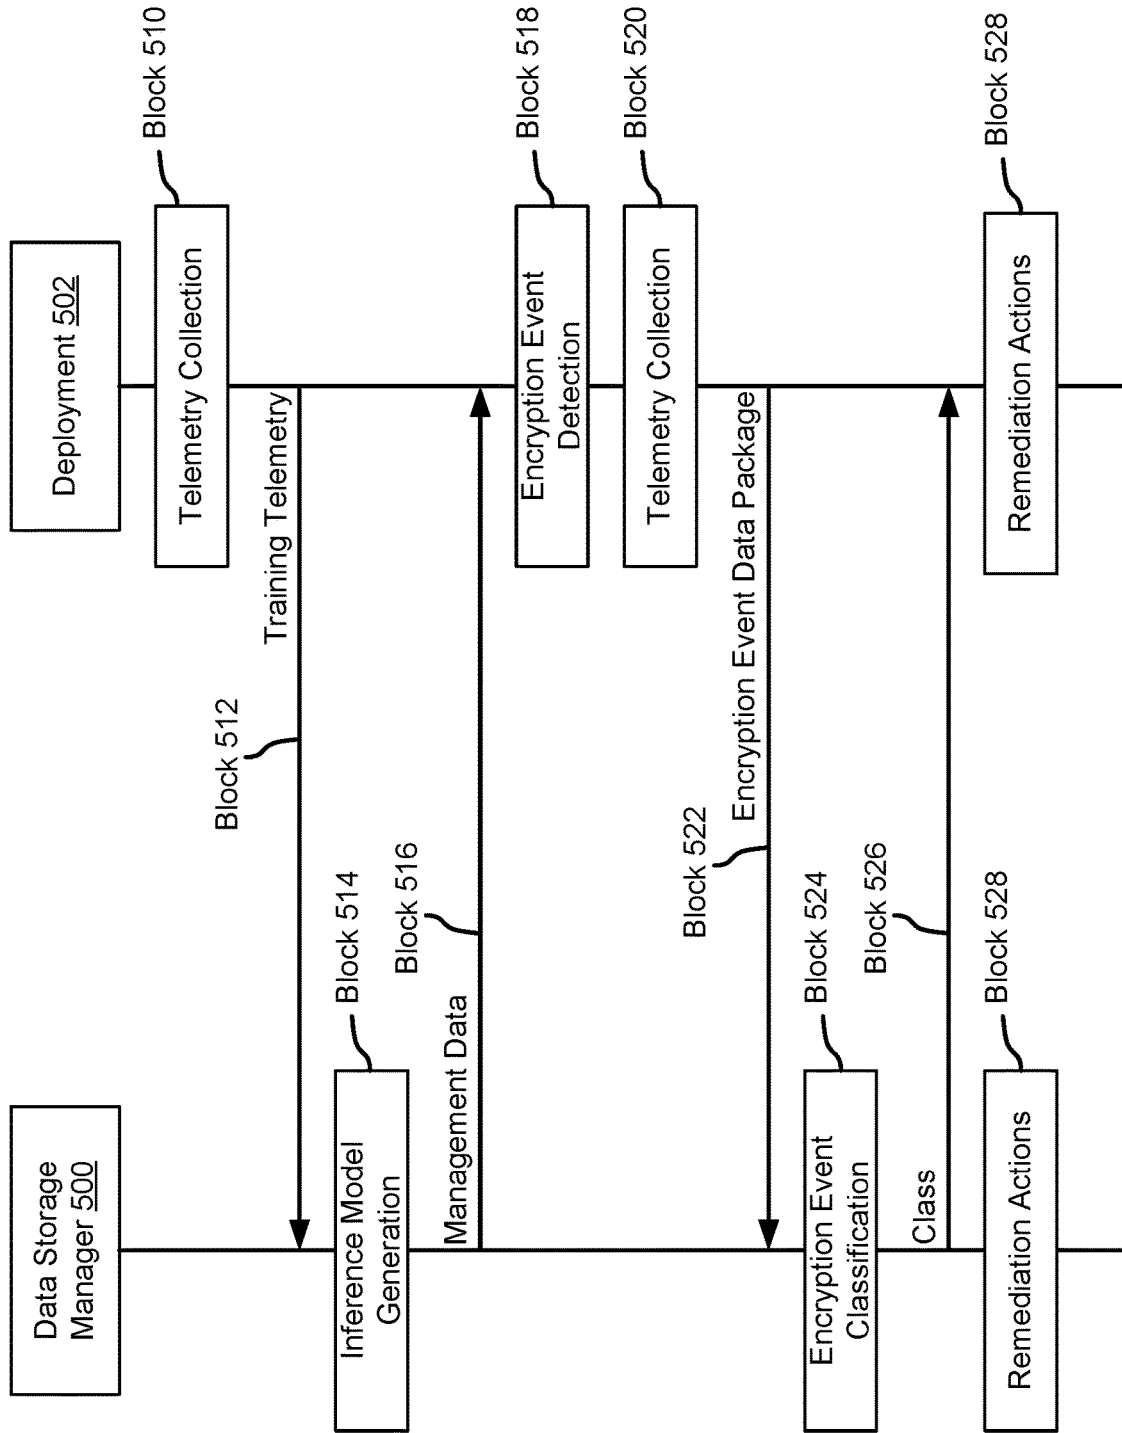 Data Storage
Manager 500
Deployment 502
Telemetry Collection
Block 510
Training Telemetry
Block 512
Inference Model
Generation
Block 514
Management Data
Block 516
Encryption Event
Detection
Block 518
Telemetry Collection
Block 520
Encryption Event Data Package
Block 522
Encryption Event
Classification
Block 524
Class
Block 526
Remediation Actions
Block 528
Remediation Actions
Block 528